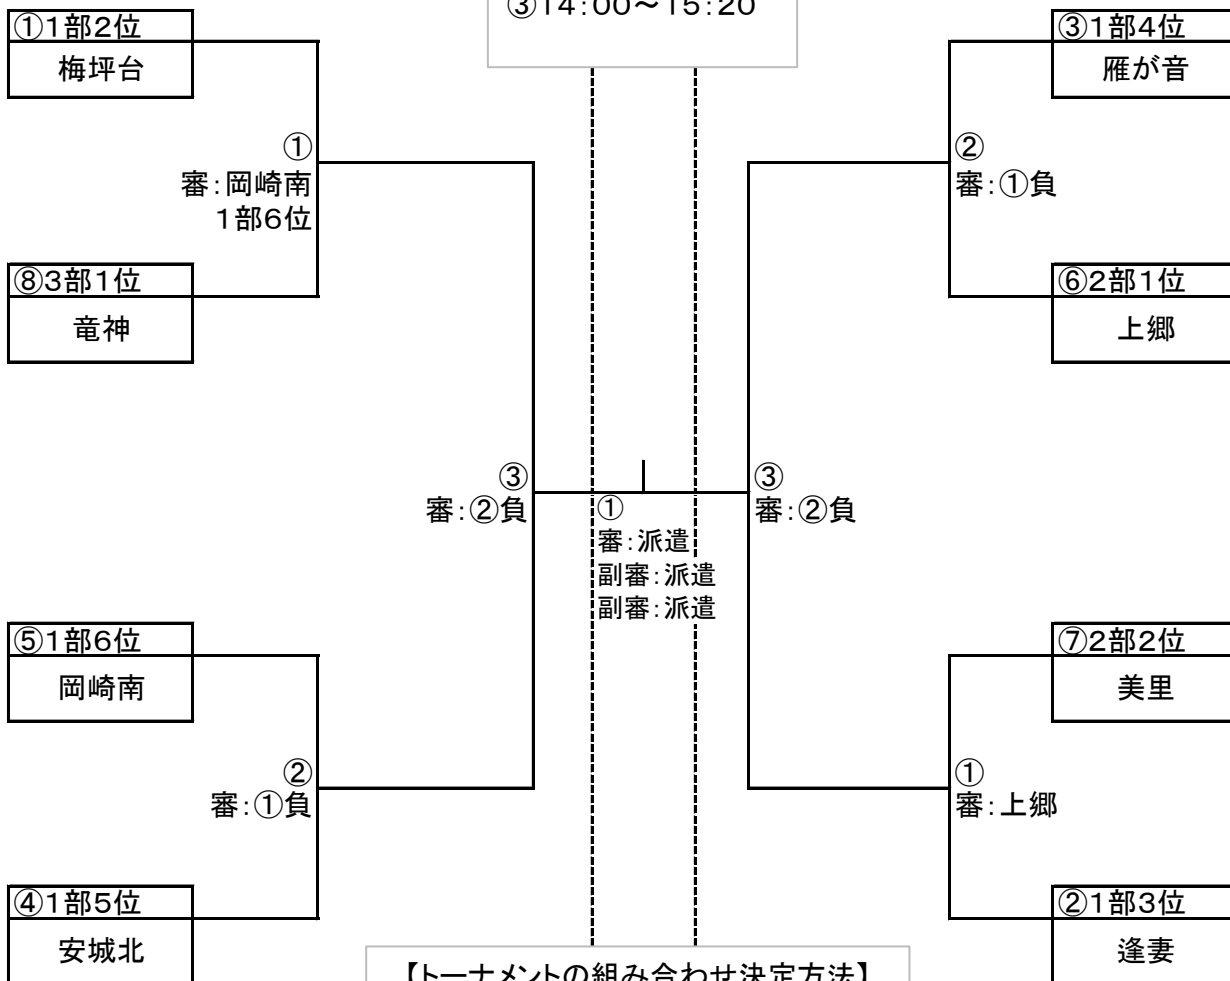 ③14:00～15:20
①1部2位
梅坪台
③1部4位
雁が音
①
審:岡崎南
1部6位
②
審:①負
⑧3部1位
竜神
⑥2部1位
上郷
③
審:②負
①
審:派遣
副審:派遣
副審:派遣
③
審:②負
⑤1部6位
岡崎南
⑦2部2位
美里
②
審:①負
①
審:上郷
④1部5位
安城北
②1部3位
逢妻
【トーナメントの組み合わせ決定方法】